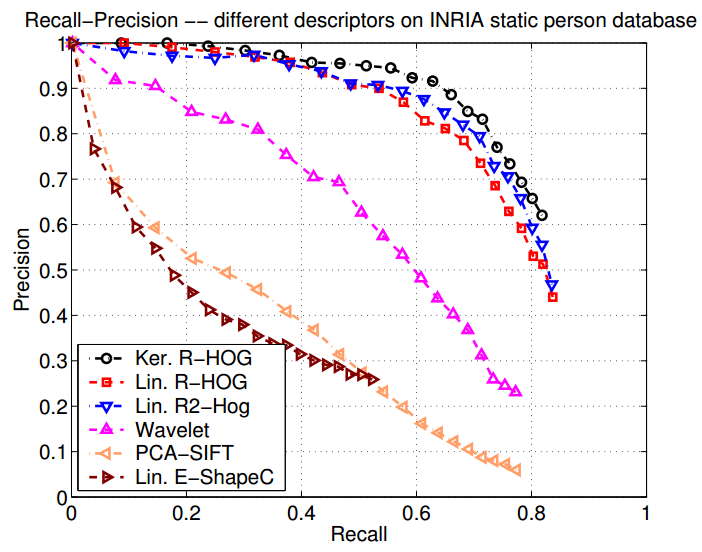 Recall-Precision -- different descriptors on INRIA static person database
1
0.9
0.8
0.7
0.6
0.5
0.4
0.3
0.2
0.1
0
Precision
Ker. R-HOG
Lin. R-HOG
Lin. R2-Hog
Wavelet
PCA-SIFT
Lin. E-ShapeC
0 0.2 0.4 0.6 0.8 1
Recall